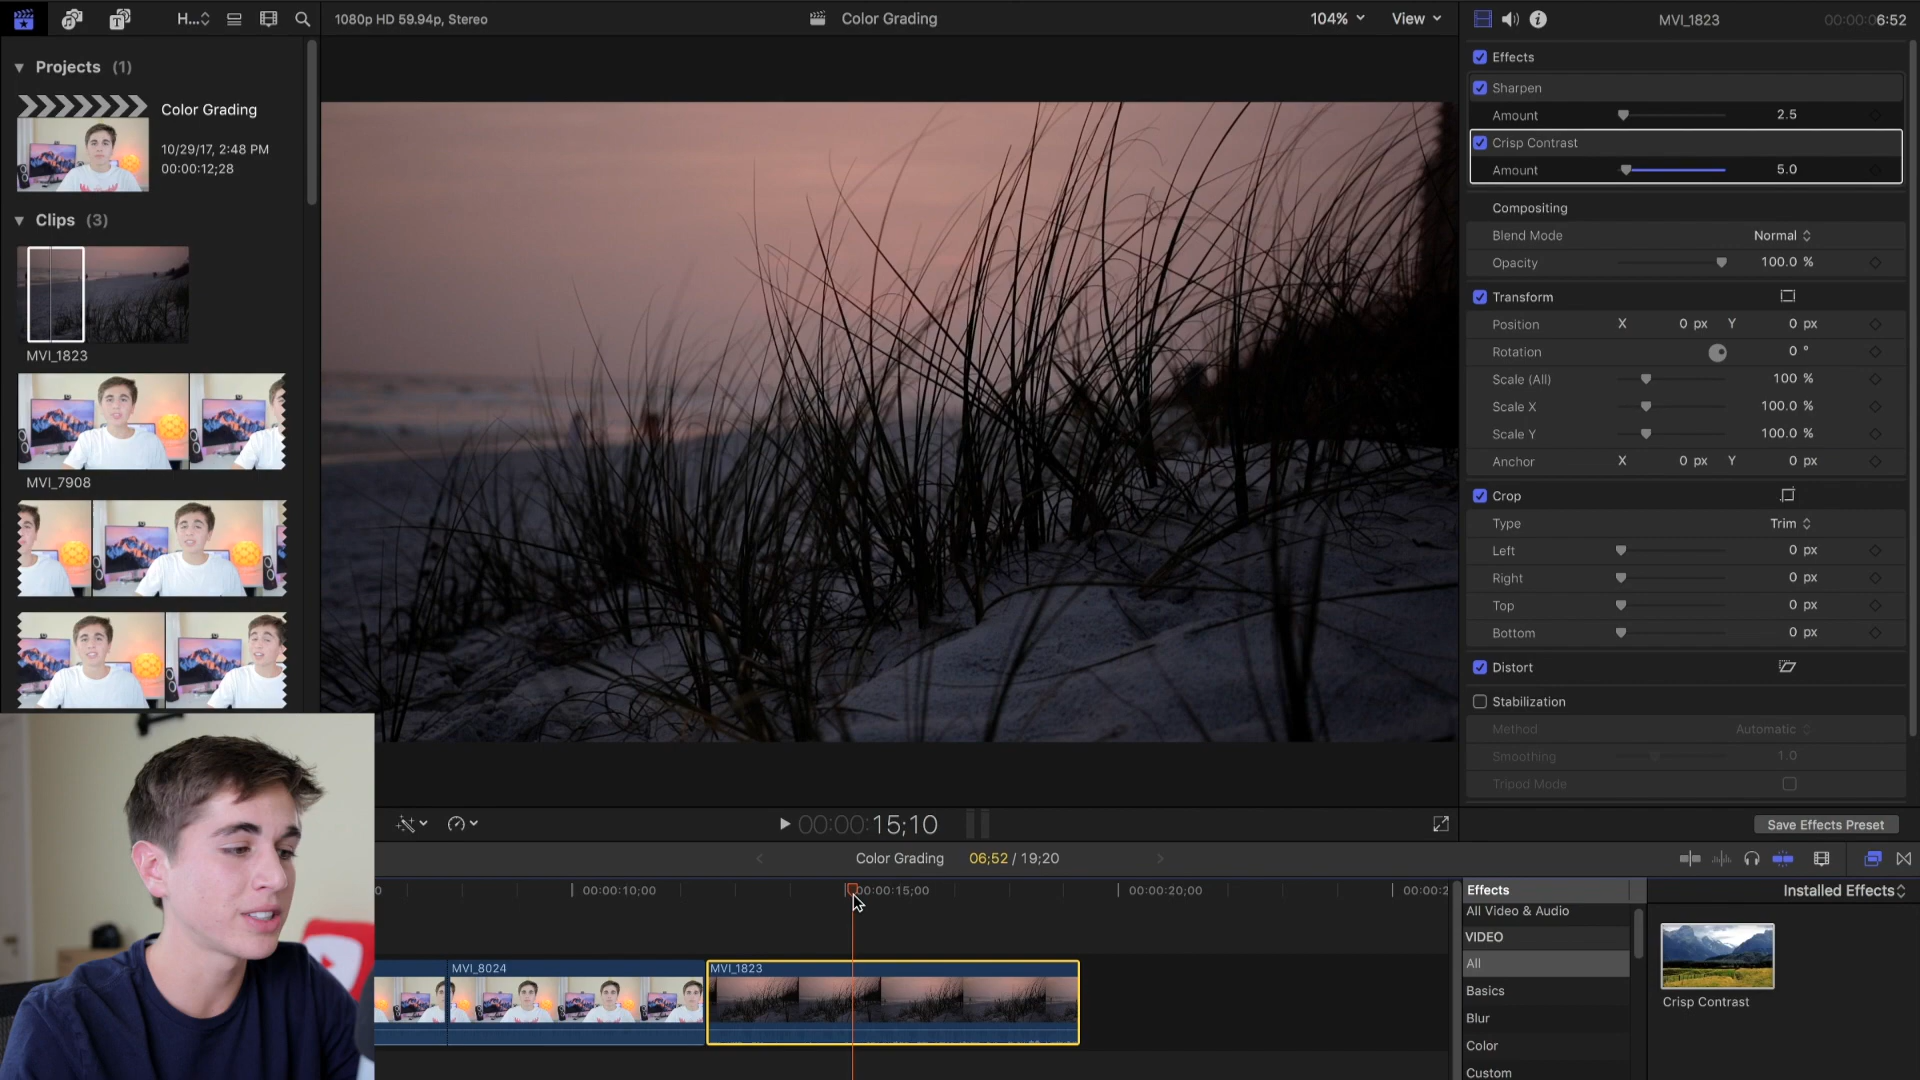 H...
1080p HD 59.94p, Stereo
Color Grading
104%
View
MVI_1823
00:00:06:52
Projects (1)
Color Grading
10/29/17, 2:48 PM
00:00:12;28
Clips (3)
MVI_1823
MVI_7908
Effects
Sharpen
Amount 2.5
Crisp Contrast
Amount 5.0
Compositing
Blend Mode Normal
Opacity 100.0 %
Transform
Position X 0 px Y 0 px
Rotation 0 °
Scale (All) 100 %
Scale X 100.0 %
Scale Y 100.0 %
Anchor X 0 px Y 0 px
Crop
Type Trim
Left 0 px
Right 0 px
Top 0 px
Bottom 0 px
Distort
Stabilization
Method Automatic
Smoothing 1.0
Tripod Mode
Save Effects Preset
00:00:15;10
Color Grading 06;52 / 19;20
0 00:00:10;00 00:00:15;00 00:00:20;00 00:00:2
MVI_8024
MVI_1823
Effects
All Video & Audio
VIDEO
All
Basics
Blur
Color
Custom
Installed Effects
Crisp Contrast